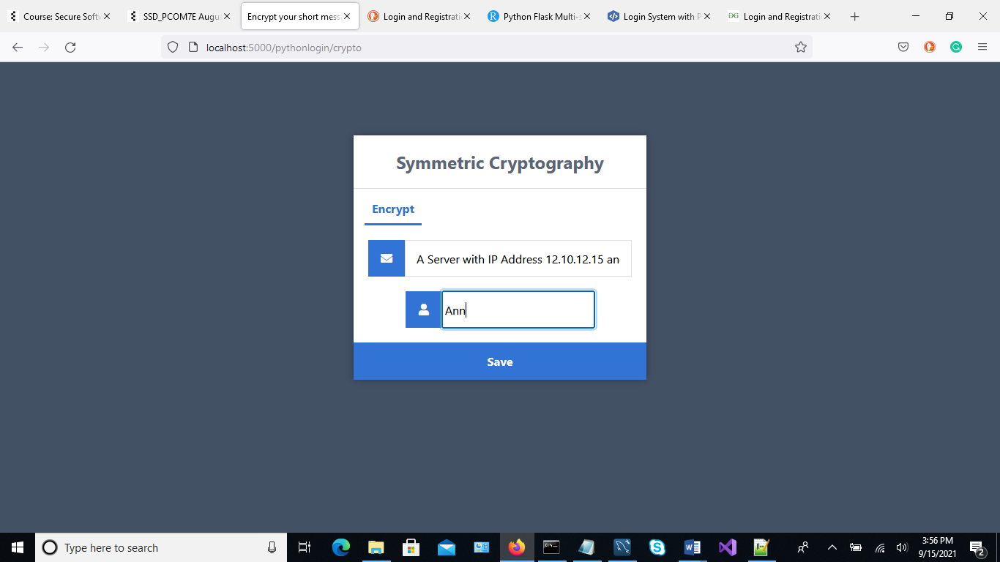 Course: Secure Softw
SSD_PCOM7E Augus
Encrypt your short mess
Login and Registrati
Python Flask Multi-s
Login System with P
Login and Registrati
localhost:5000/pythonlogin/crypto
Symmetric Cryptography
Encrypt
A Server with IP Address 12.10.12.15 an
Ann
Save
Type here to search
3:56 PM
9/15/2021
2